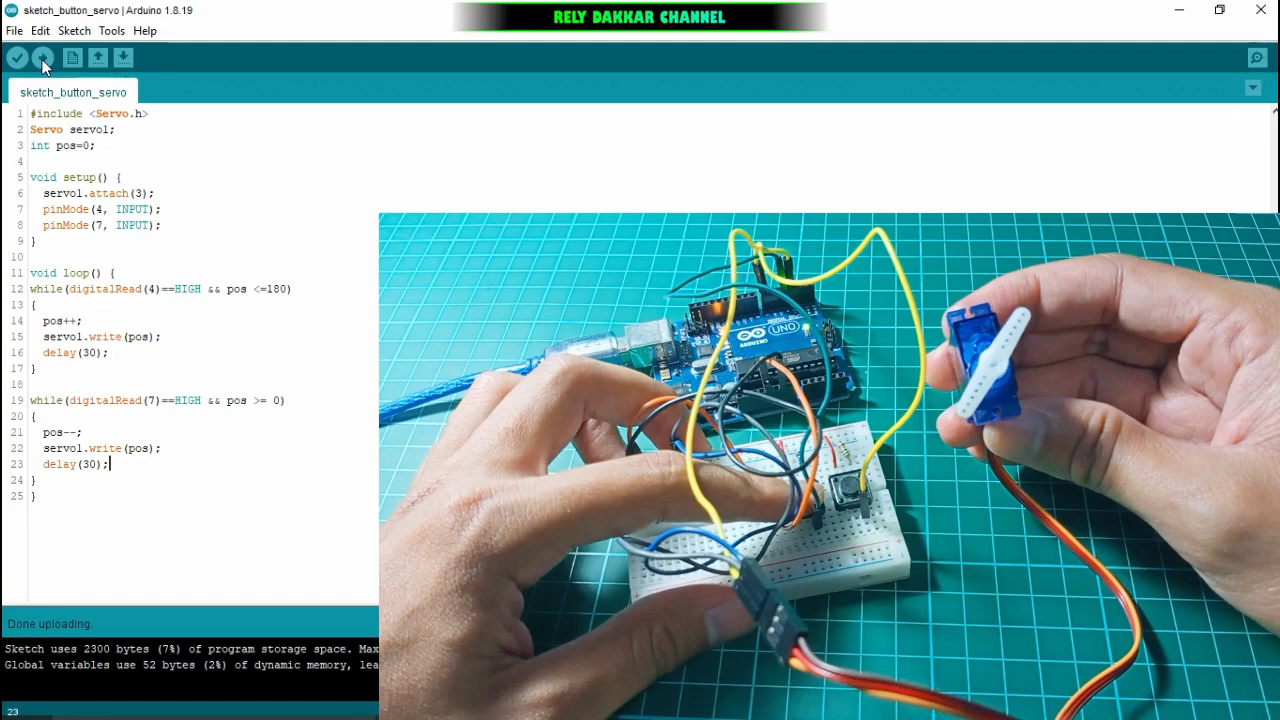 sketch_button_servo | Arduino 1.8.19
RELY DAKKAR CHANNEL
File Edit Sketch Tools Help
sketch_button_servo
1 #include <Servo.h>
2 Servo servo1;
3 int pos=0;
4
5 void setup() {
6 servo1.attach(3);
7 pinMode(4, INPUT);
8 pinMode(7, INPUT);
9 }
10
11 void loop() {
12 while(digitalRead(4)==HIGH && pos <=180)
13 {
14 pos++;
15 servo1.write(pos);
16 delay(30);
17 }
18
19 while(digitalRead(7)==HIGH && pos >= 0)
20 {
21 pos--;
22 servo1.write(pos);
23 delay(30);
24 }
25 }
UNO
ARDUINO
Done uploading.
Sketch uses 2300 bytes (7%) of program storage space. Max
Global variables use 52 bytes (2%) of dynamic memory, lea
23